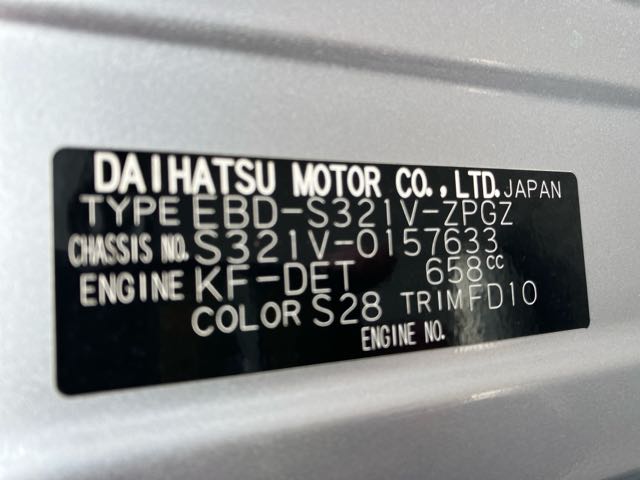 DAIHATSU MOTOR CO., LTD. JAPAN
TYPE EBD-S321V-ZPGZ
CHASSIS NO. S321V-0157633
ENGINE KF-DET 658cc
COLOR S28 TRIM FD10
ENGINE NO.